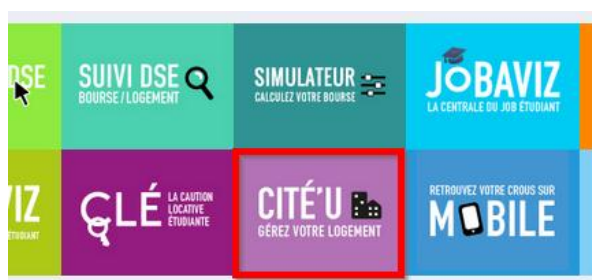 DSE
SUIVI DSE
BOURSE / LOGEMENT
SIMULATEUR
CALCULEZ VOTRE BOURSE
JOBAVIZ
LA CENTRALE DU JOB ÉTUDIANT
VIZ
ÉTUDIANT
CLÉ
LA CAUTION
LOCATIVE
ÉTUDIANTE
CITÉ'U
GÉREZ VOTRE LOGEMENT
RETROUVEZ VOTRE CROUS SUR
MOBILE